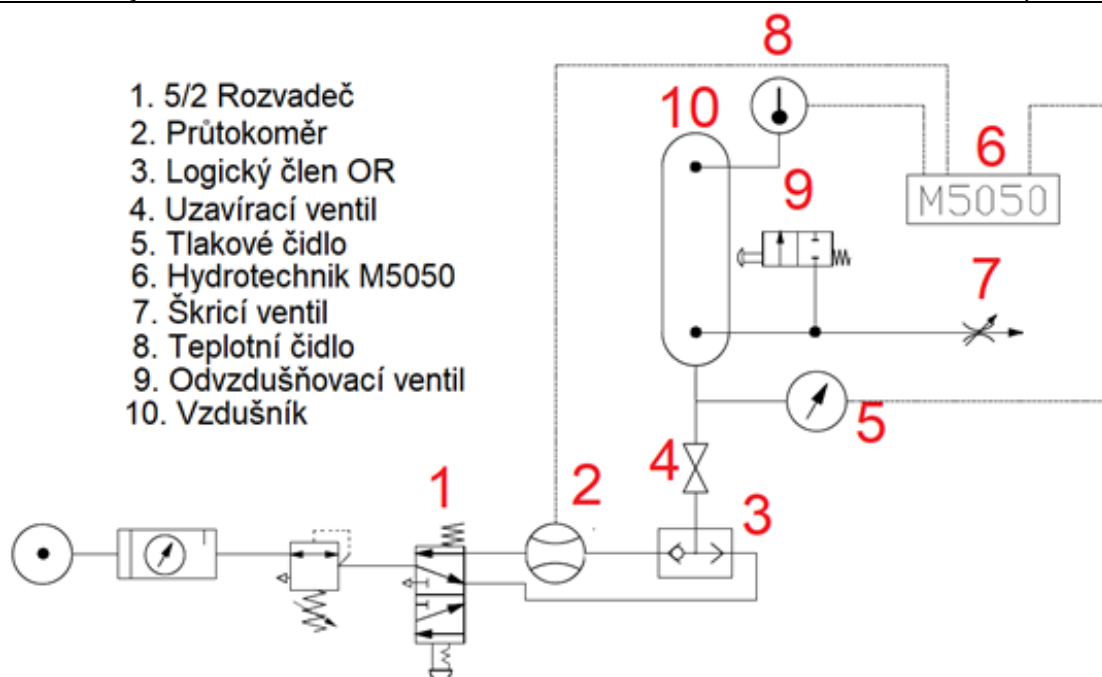 8
1. 5/2 Rozvadeč
2. Průtokoměr
3. Logický člen OR
4. Uzavírací ventil
5. Tlakové čidlo
6. Hydrotechnik M5050
7. Škricí ventil
8. Teplotní čidlo
9. Odvzdušňovací ventil
10. Vzdušník
10
6
M5050
9
7
5
4
1
2
3